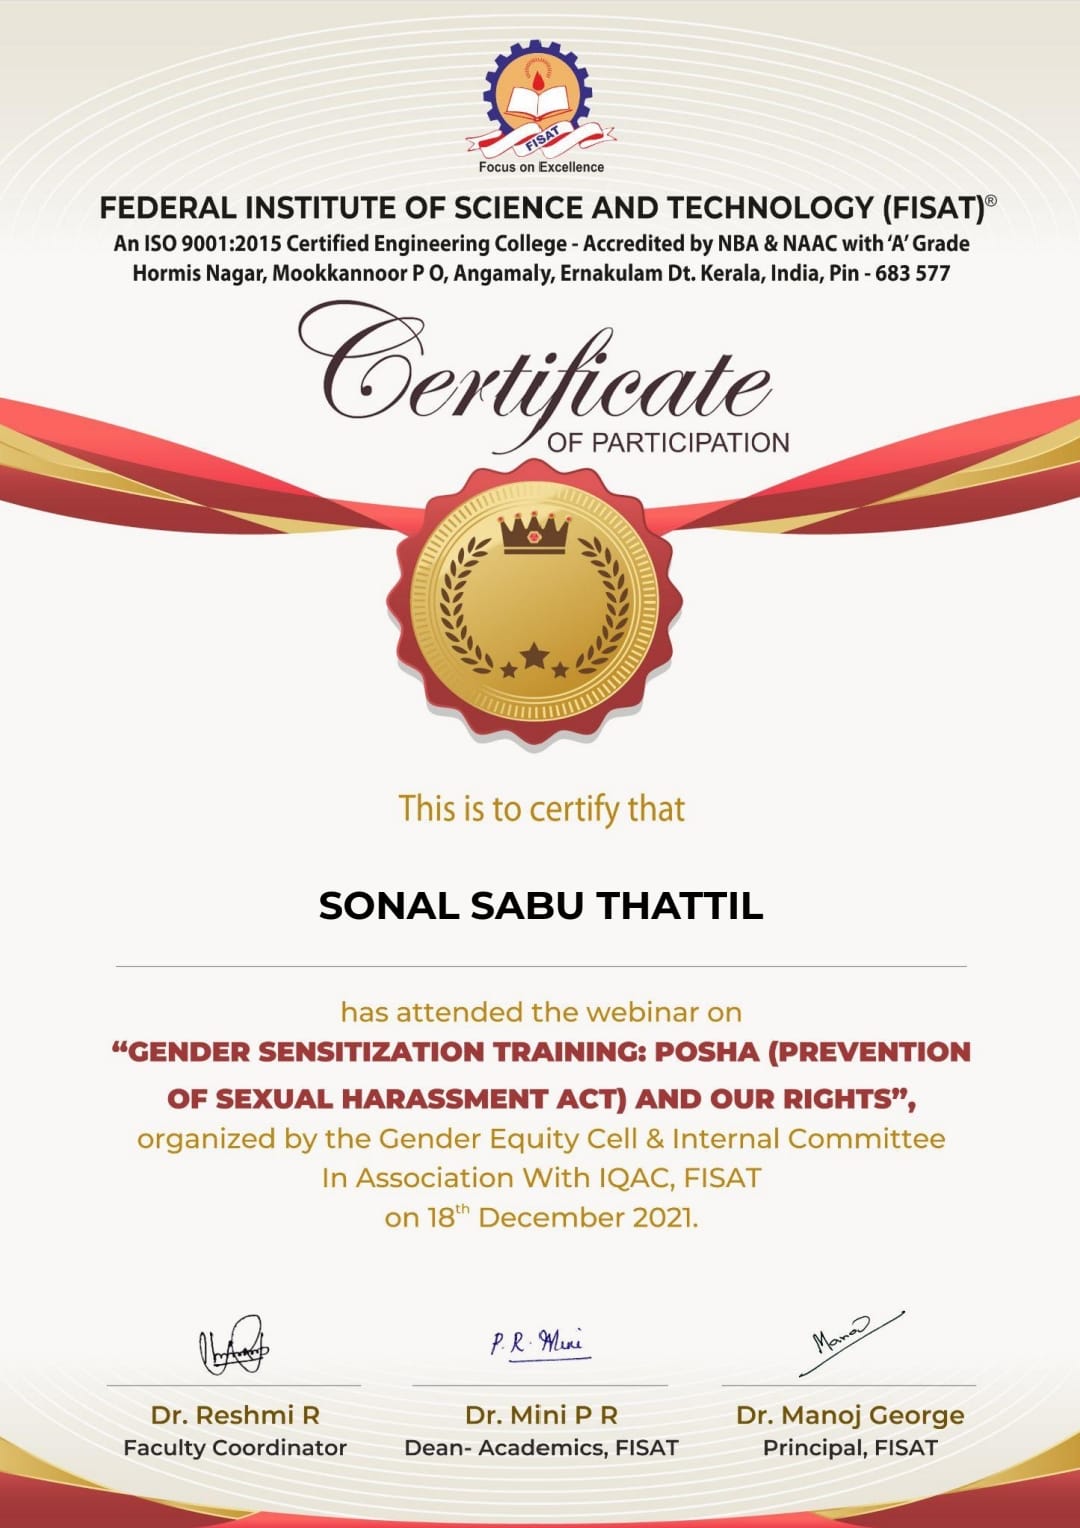 FISAT
Focus on Excellence
FEDERAL INSTITUTE OF SCIENCE AND TECHNOLOGY (FISAT)®
An ISO 9001:2015 Certified Engineering College - Accredited by NBA & NAAC with ‘A’ Grade
Hormis Nagar, Mookkannoor P O, Angamaly, Ernakulam Dt. Kerala, India, Pin - 683 577
Certificate
OF PARTICIPATION
This is to certify that
SONAL SABU THATTIL
has attended the webinar on
“GENDER SENSITIZATION TRAINING: POSHA (PREVENTION
OF SEXUAL HARASSMENT ACT) AND OUR RIGHTS”,
organized by the Gender Equity Cell & Internal Committee
In Association With IQAC, FISAT
on 18th December 2021.
P. R. Mini
Manoj
Dr. Reshmi R
Dr. Mini P R
Dr. Manoj George
Faculty Coordinator
Dean- Academics, FISAT
Principal, FISAT